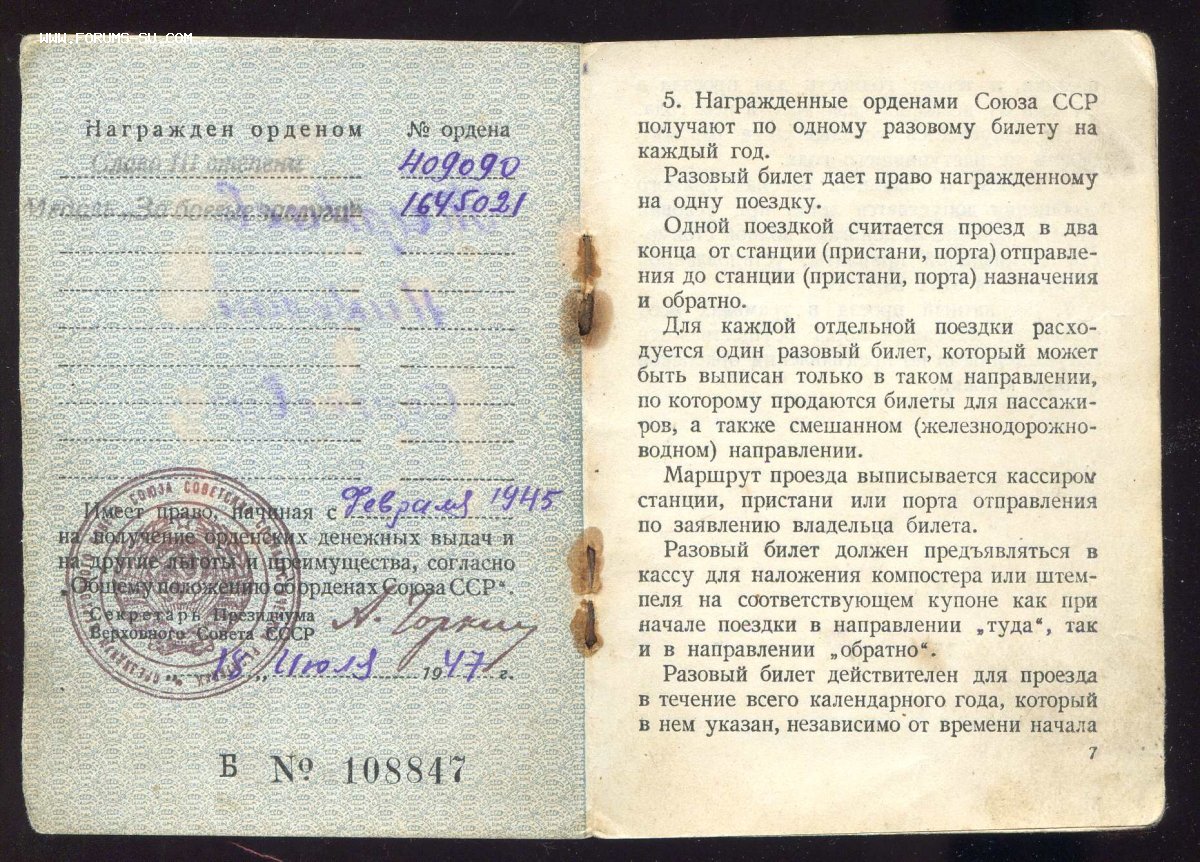 www.forums-su.com
Награжден орденом № ордена
Слава III степени 409090
Медаль „За боевые заслуги" 1645021
Имеет право, начиная с Февраля 1945
на получение орденских денежных выдач и
на другие льготы и преимущества, согласно
„Общему положению об орденах Союза ССР".
Секретарь Президиума
Верховного Совета СССР А. Горкин
18 „ Июля 1947 г.
Б № 108847
5. Награжденные орденами Союза ССР
получают по одному разовому билету на
каждый год.
Разовый билет дает право награжденному
на одну поездку.
Одной поездкой считается проезд в два
конца от станции (пристани, порта) отправле-
ния до станции (пристани, порта) назначения
и обратно.
Для каждой отдельной поездки расхо-
дуется один разовый билет, который может
быть выписан только в таком направлении,
по которому продаются билеты для пассажи-
ров, а также смешанном (железнодорожно-
водном) направлении.
Маршрут проезда выписывается кассиром
станции, пристани или порта отправления
по заявлению владельца билета.
Разовый билет должен предъявляться в
кассу для наложения компостера или штем-
пеля на соответствующем купоне как при
начале поездки в направлении „туда", так
и в направлении „обратно".
Разовый билет действителен для проезда
в течение всего календарного года, который
в нем указан, независимо от времени начала
7